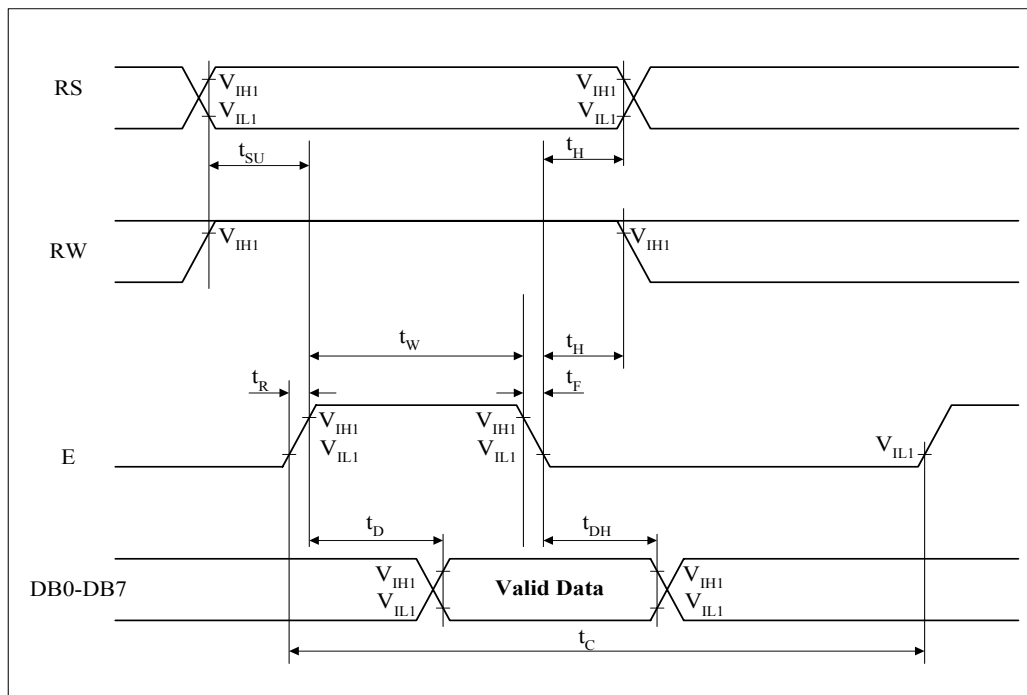 RS
V_IH1
V_IL1
V_IH1
V_IL1
t_SU
t_H
RW
V_IH1
V_IH1
t_W
t_H
t_R
t_F
E
V_IH1
V_IL1
V_IH1
V_IL1
V_IL1
t_D
t_DH
DB0-DB7
V_IH1
V_IL1
Valid Data
V_IH1
V_IL1
t_C